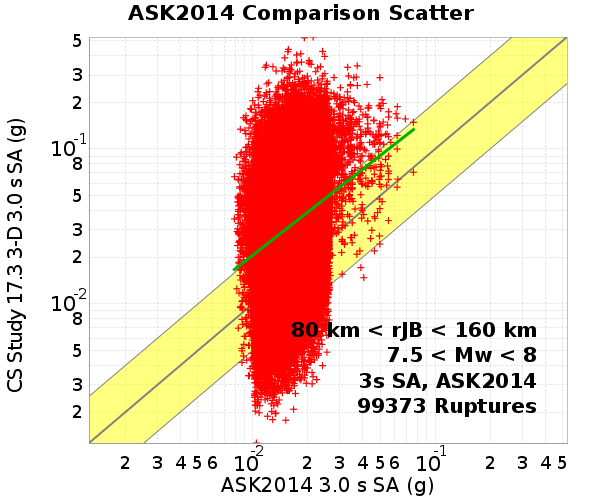 ASK2014 Comparison Scatter
CS Study 17.3 3-D 3.0 s SA (g)
5
3
2
10^-1
8
5
3
2
10^-2
8
5
3
2
80 km < rJB < 160 km
7.5 < Mw < 8
3s SA, ASK2014
99373 Ruptures
2 3 4 5 6 10^-2 2 3 4 5 6 8 10^-1 2 3 4 5
ASK2014 3.0 s SA (g)